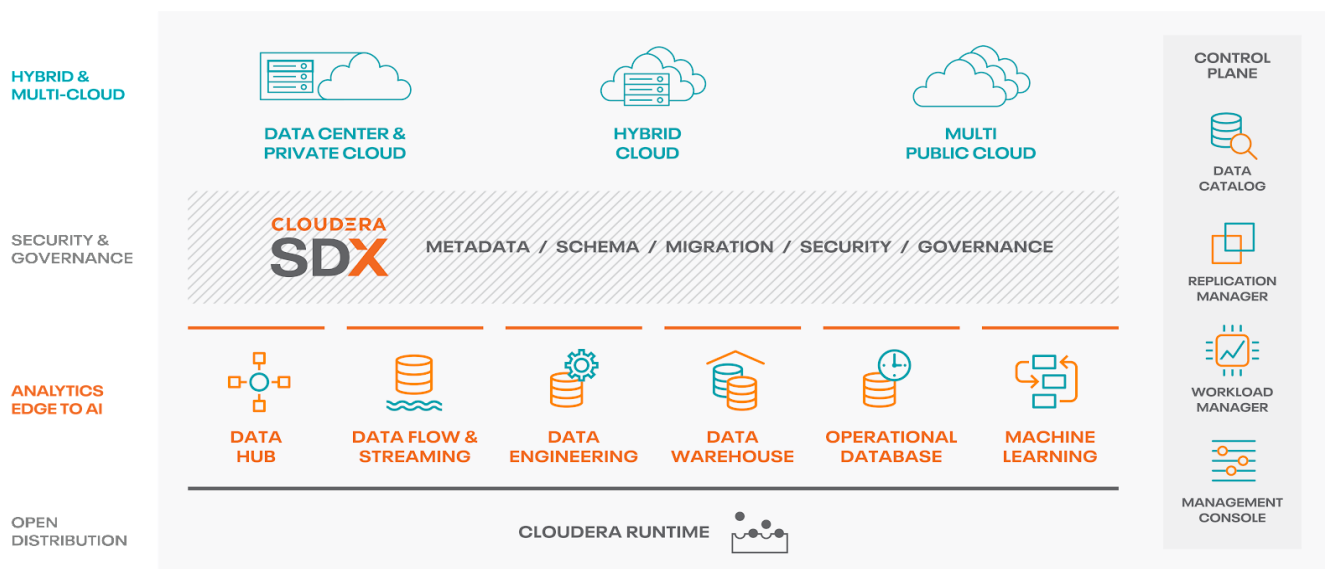 HYBRID &
MULTI-CLOUD
DATA CENTER &
PRIVATE CLOUD
HYBRID
CLOUD
MULTI
PUBLIC CLOUD
SECURITY &
GOVERNANCE
CLOUDERA
SDX
METADATA / SCHEMA / MIGRATION / SECURITY / GOVERNANCE
ANALYTICS
EDGE TO AI
DATA
HUB
DATA FLOW &
STREAMING
DATA
ENGINEERING
DATA
WAREHOUSE
OPERATIONAL
DATABASE
MACHINE
LEARNING
OPEN
DISTRIBUTION
CLOUDERA RUNTIME
CONTROL
PLANE
DATA
CATALOG
REPLICATION
MANAGER
WORKLOAD
MANAGER
MANAGEMENT
CONSOLE